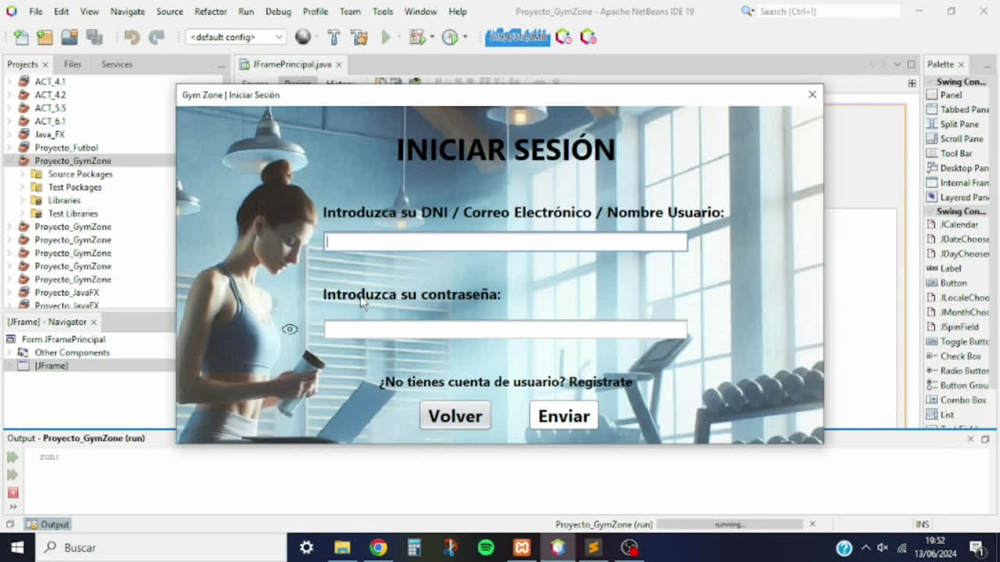 File Edit View Navigate Source Refactor Run Debug Profile Team Tools Window Help Proyecto_GymZone - Apache NetBeans IDE 19 Search (Ctrl+I)
<default config>
Projects Files Services JFramePrincipal.java Palette
Source Design History
ACT_4.1
ACT_4.2
ACT_5.5
ACT_6.1
Java_FX
Proyecto_Futbol
Proyecto_GymZone
Source Packages
Test Packages
Libraries
Test Libraries
Proyecto_GymZone
Proyecto_GymZone
Proyecto_GymZone
Proyecto_GymZone
Proyecto_GymZone
Proyecto_JavaFX
Proyecto_JavaFX
[JFrame] - Navigator
Form JFramePrincipal
Other Components
[JFrame]
Gym Zone | Iniciar Sesión
INICIAR SESIÓN
Introduzca su DNI / Correo Electrónico / Nombre Usuario:
Introduzca su contraseña:
¿No tienes cuenta de usuario? Registrate
Volver Enviar
Swing Con...
Panel
Tabbed Pane
Split Pane
Scroll Pane
Tool Bar
Desktop Pan
Internal Fram
Layered Pane
Swing Con...
JCalendar
JDateChoose
JDayChooser
Label
Button
JLocaleChoo
JMonthChoo
JSpinField
Toggle Butto
Check Box
Radio Button
Button Grou
Combo Box
List
Output - Proyecto_GymZone (run)
run:
Output Proyecto_GymZone (run) running... INS
Buscar
19:52
13/06/2024